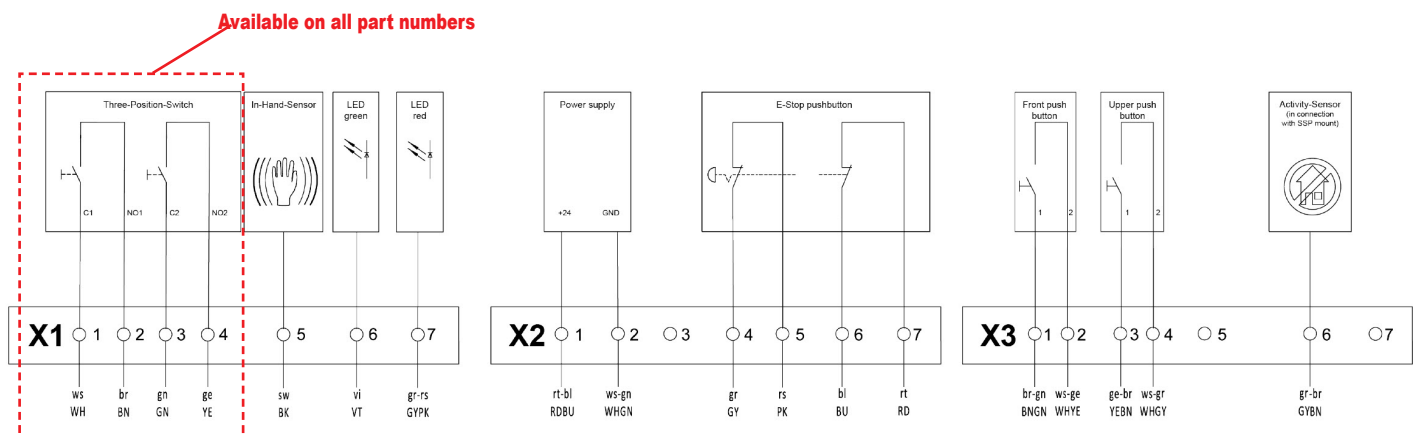 Available on all part numbers
Three-Position-Switch
In-Hand-Sensor
LED
green
LED
red
Power supply
E-Stop pushbutton
Front push
button
Upper push
button
Activity-Sensor
(in connection
with SSP mount)
C1 NO1 C2 NO2
+24 GND
1 2
1 2
X1 1 2 3 4 5 6 7
X2 1 2 3 4 5 6 7
X3 1 2 3 4 5 6 7
ws br gn ge sw vi gr-rs
WH BN GN YE BK VT GYPK
rt-bl ws-gn gr rs bl rt
RDBU WHGN GY PK BU RD
br-gn ws-ge ge-br ws-gr gr-br
BNGN WHYE YEBN WHGY GYBN